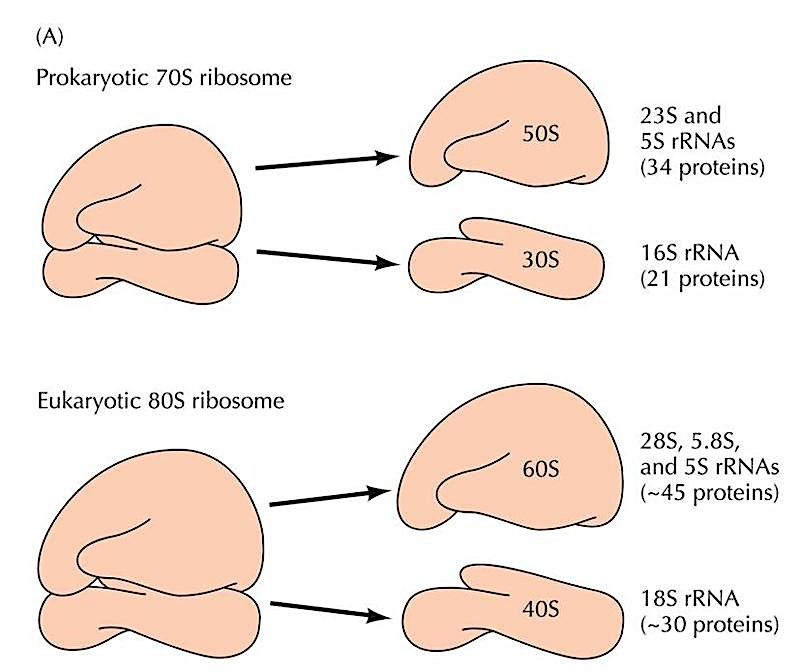 (A)
Prokaryotic 70S ribosome
50S
23S and
5S rRNAs
(34 proteins)
30S
16S rRNA
(21 proteins)
Eukaryotic 80S ribosome
60S
28S, 5.8S,
and 5S rRNAs
(~45 proteins)
40S
18S rRNA
(~30 proteins)